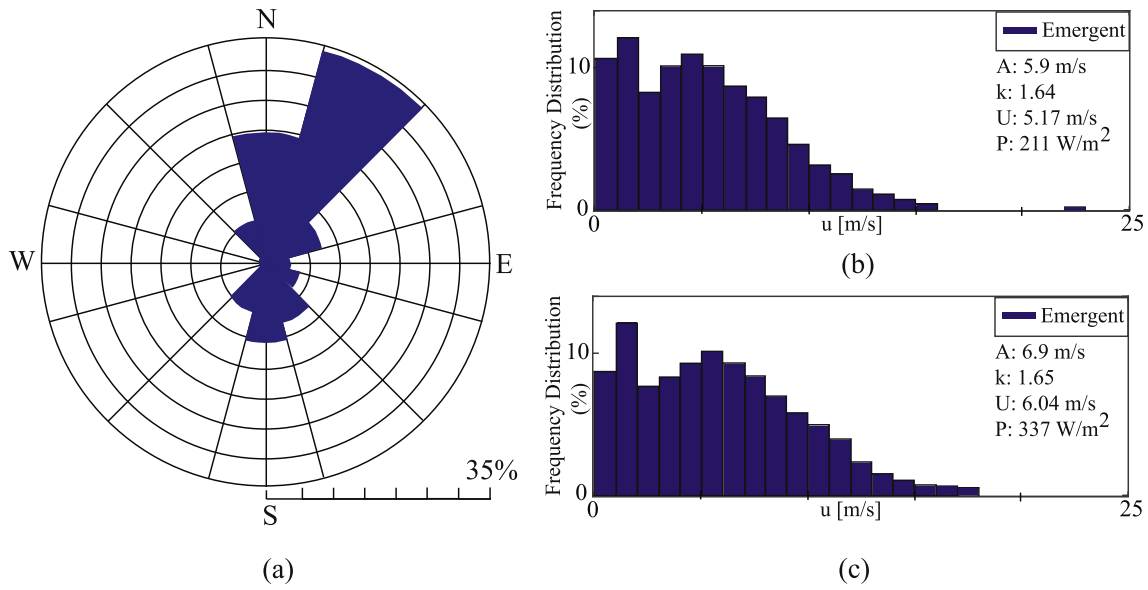 N
W
E
S
35%
(a)
Frequency Distribution
(%)
10
0
0
u [m/s]
25
Emergent
A: 5.9 m/s
k: 1.64
U: 5.17 m/s
P: 211 W/m²
(b)
Frequency Distribution
(%)
10
0
0
u [m/s]
25
Emergent
A: 6.9 m/s
k: 1.65
U: 6.04 m/s
P: 337 W/m²
(c)